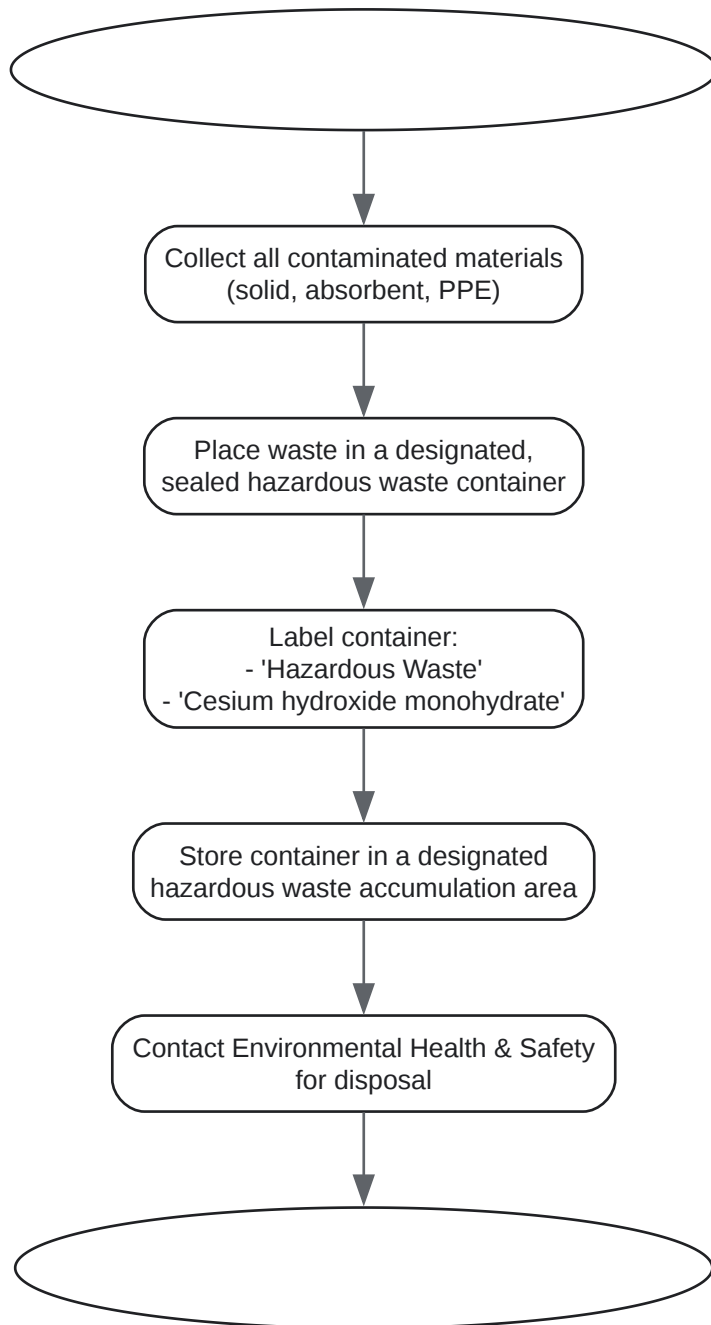 Collect all contaminated materials
(solid, absorbent, PPE)
Place waste in a designated,
sealed hazardous waste container
Label container:
- 'Hazardous Waste'
- 'Cesium hydroxide monohydrate'
Store container in a designated
hazardous waste accumulation area
Contact Environmental Health & Safety
for disposal